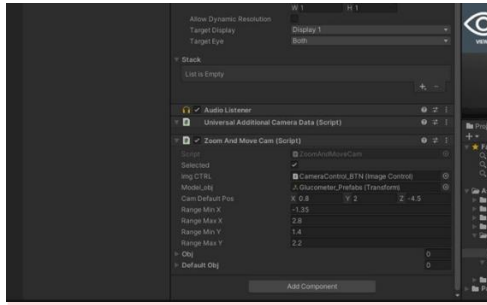 W 1 H 1
Allow Dynamic Resolution
Target Display Display 1
Target Eye Both
Stack
List is Empty
+ -
Audio Listener
Universal Additional Camera Data (Script)
Zoom And Move Cam (Script)
Script ZoomAndMoveCam
Selected
Img CTRL CameraControl_BTN (Image Control)
Model_obj Glucometer_Prefabs (Transform)
Cam Default Pos X 0.8 Y 2 Z -4.5
Range Min X -1.35
Range Max X 2.8
Range Min Y 1.4
Range Max Y 2.2
Obj 0
Default Obj 0
Add Component
VIEW